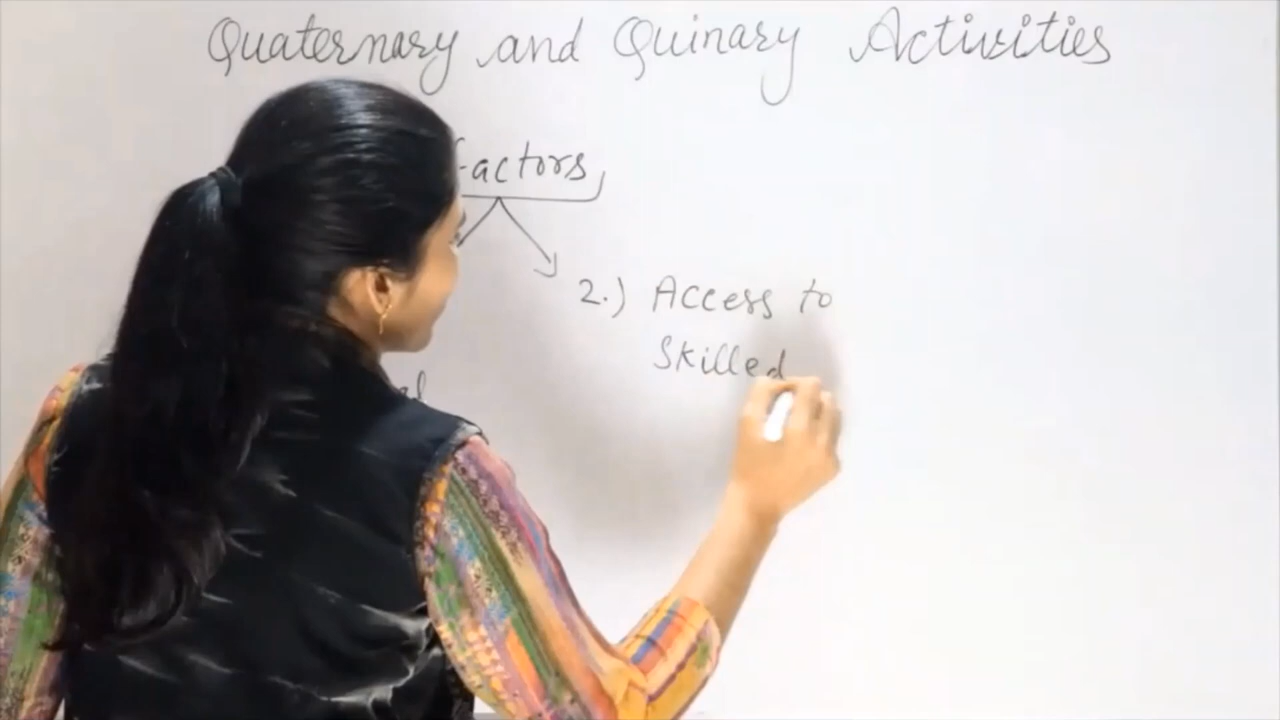 Quaternary and Quinary Activities
Factors
2.) Access to
Skilled